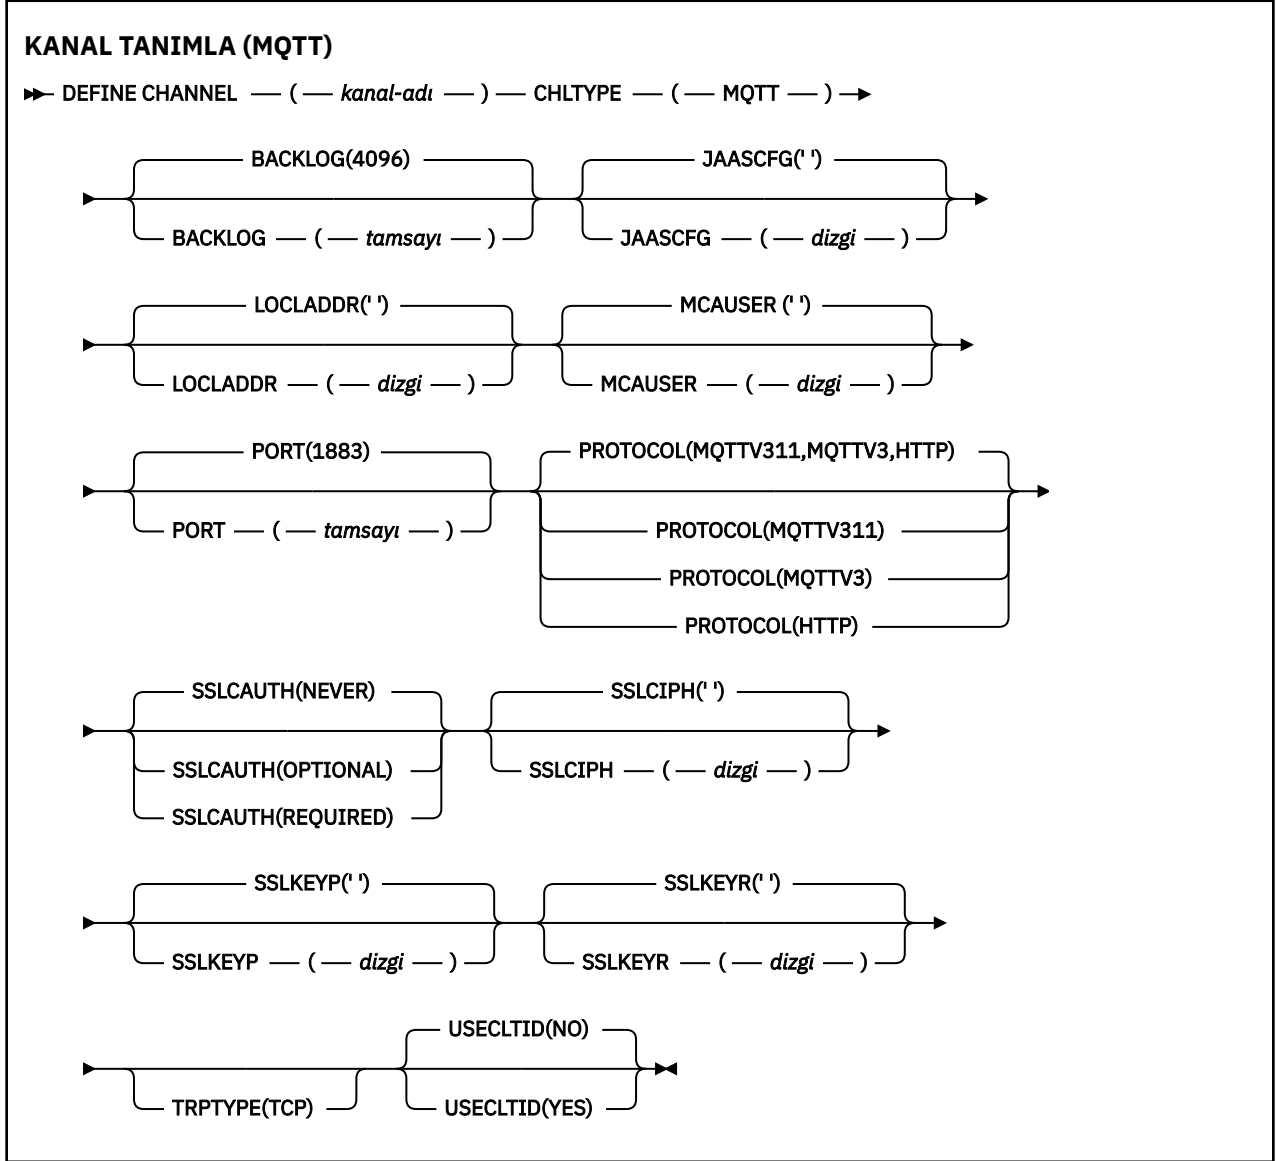 KANAL TANIMLA (MQTT)
DEFINE CHANNEL ( kanal-adı ) CHLTYPE ( MQTT )
BACKLOG(4096) JAASCFG(' ')
BACKLOG ( tamsayı ) JAASCFG ( dizgi )
LOCLADDR(' ') MCAUSER (' ')
LOCLADDR ( dizgi ) MCAUSER ( dizgi )
PORT(1883) PROTOCOL(MQTTV311,MQTTV3,HTTP)
PORT ( tamsayı ) PROTOCOL(MQTTV311)
PROTOCOL(MQTTV3)
PROTOCOL(HTTP)
SSLCAUTH(NEVER) SSLCIPH(' ')
SSLCAUTH(OPTIONAL) SSLCIPH ( dizgi )
SSLCAUTH(REQUIRED)
SSLKEYP(' ') SSLKEYR(' ')
SSLKEYP ( dizgi ) SSLKEYR ( dizgi )
USECLTID(NO)
TRPTYPE(TCP) USECLTID(YES)